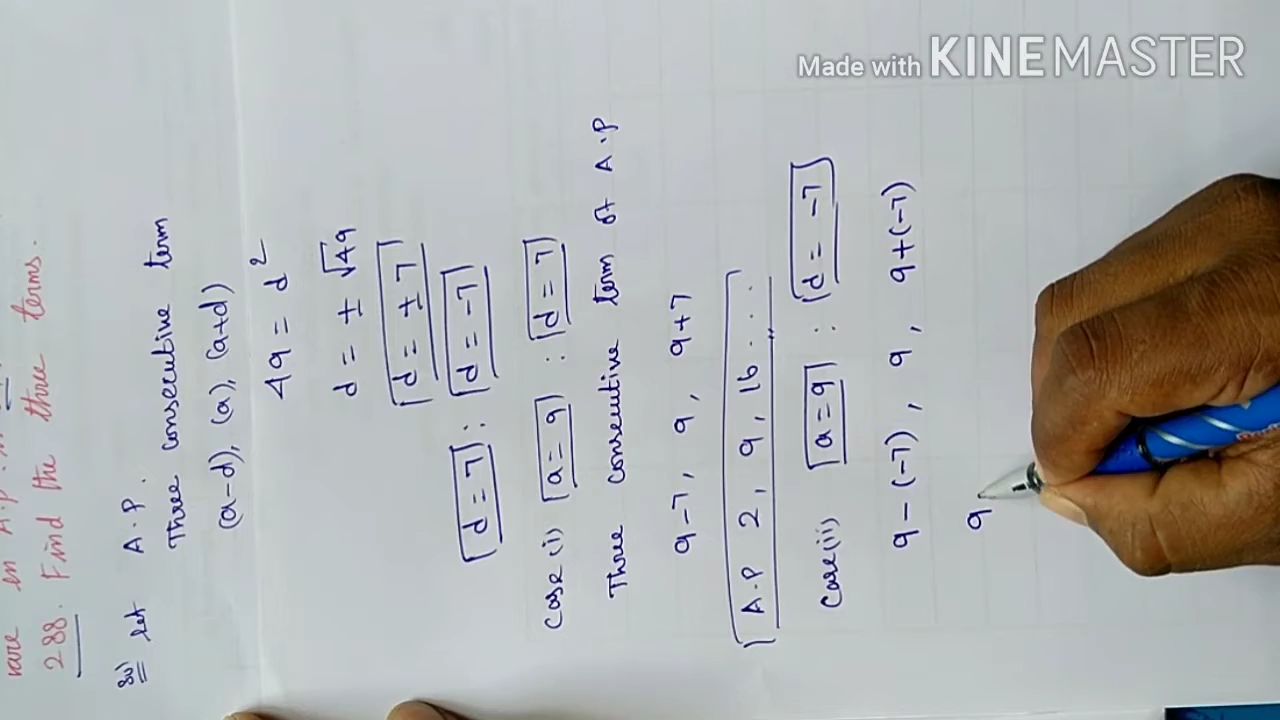 Made with KINEMASTER
are in A.P.
288. Find the three terms.
Sol) let A.P.
Three consecutive term
(a-d), (a), (a+d)
49 = d²
d = ± √49
d = ± 7
d = 7 : d = -7
Case (i) a = 9 : d = 7
Three consecutive term of A.P
9-7, 9, 9+7
A.P 2, 9, 16...
Case (ii) a = 9 : d = -7
9-(-7), 9, 9+(-7)
9